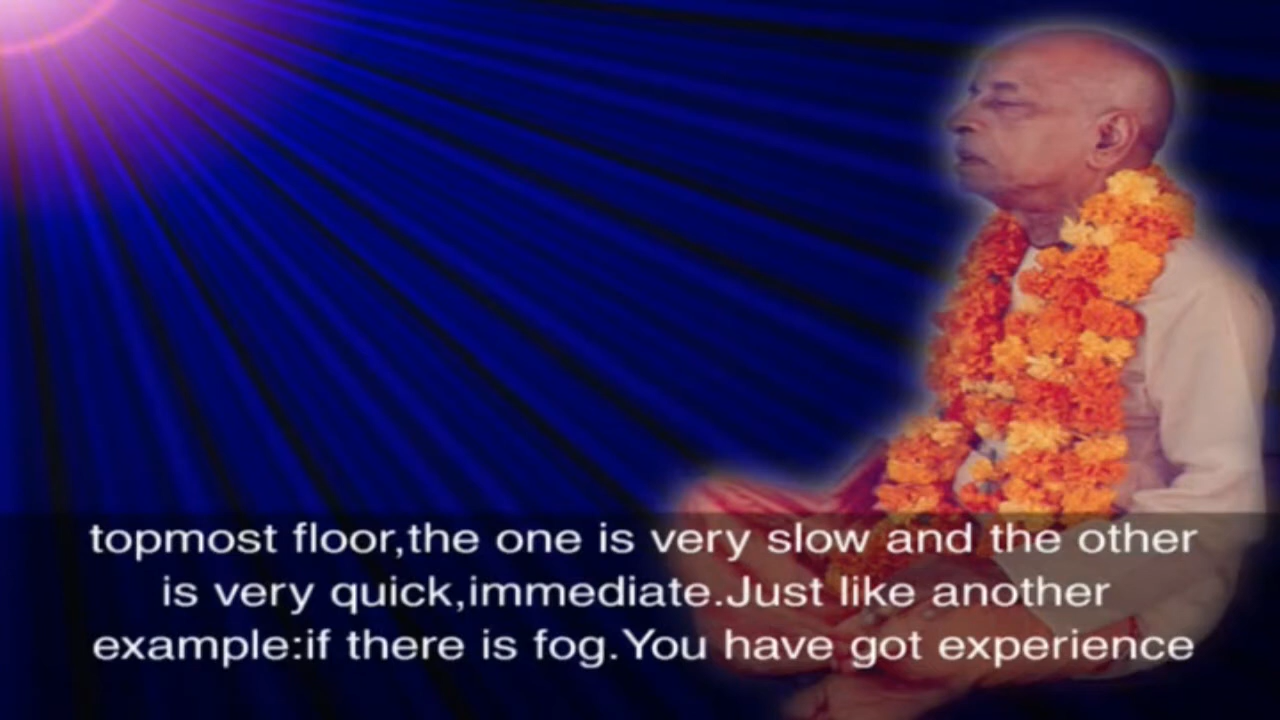 topmost floor,the one is very slow and the other
is very quick,immediate.Just like another
example:if there is fog.You have got experience